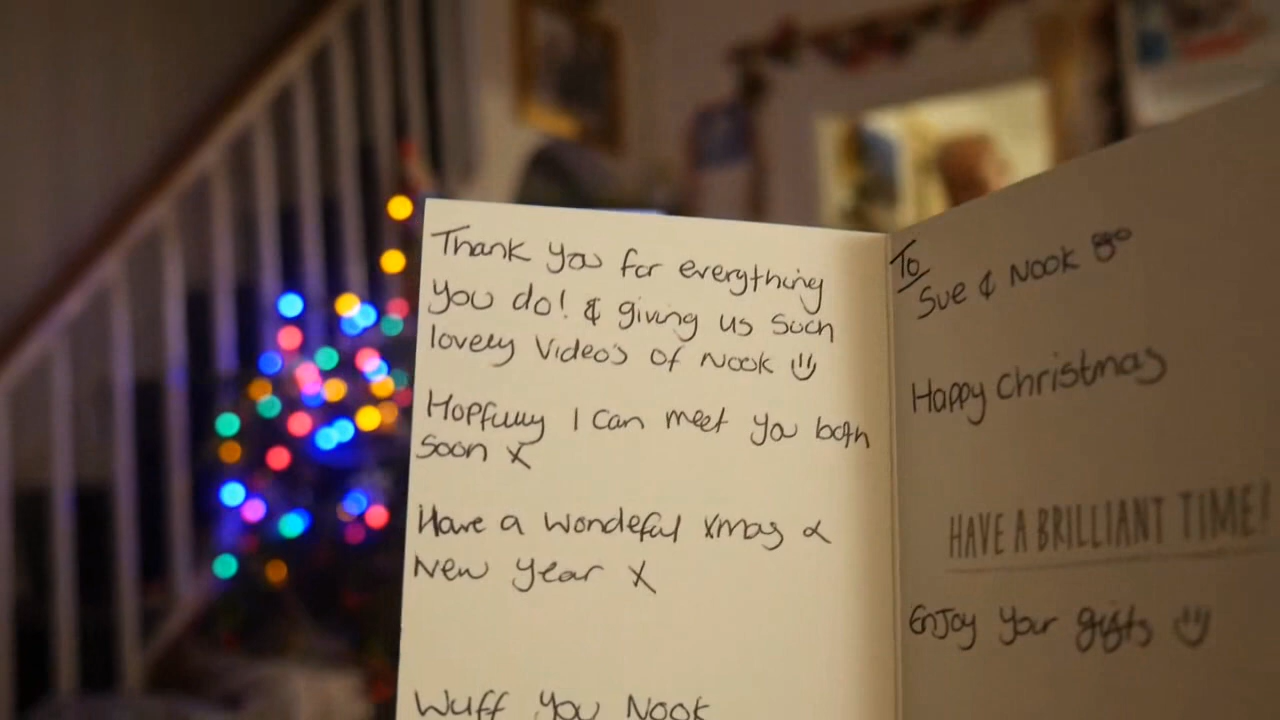 Thank you for everything
you do! & giving us such
lovely Video's of Nook
Hopfully I can meet you both
soon x
Have a wondeful xmas &
New year x
Wuff you Nook
To
Sue & Nook
Happy Christmas
HAVE A BRILLIANT TIME!
Enjoy your gifts